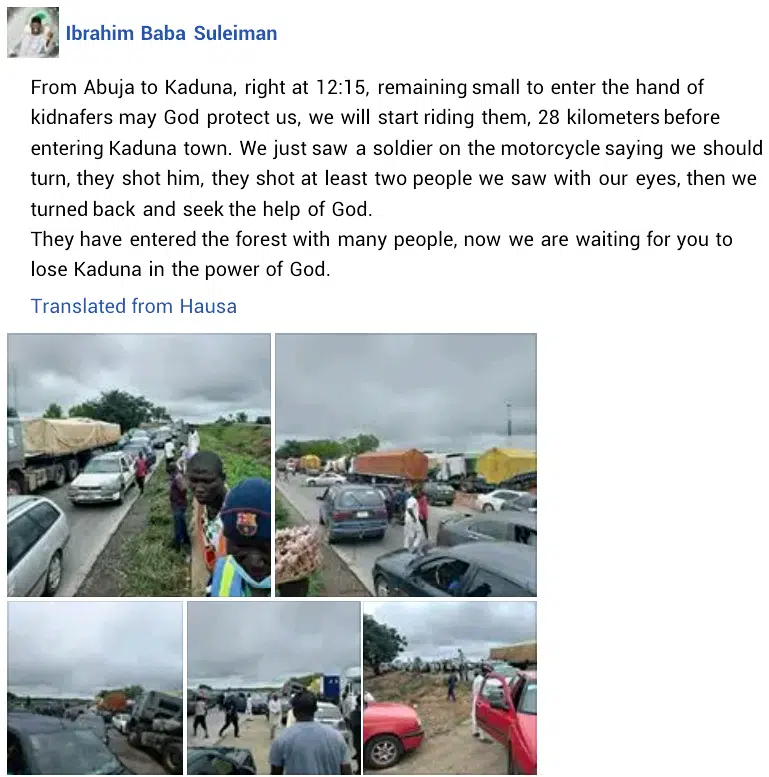 Ibrahim Baba Suleiman
From Abuja to Kaduna, right at 12:15, remaining small to enter the hand of
kidnafers may God protect us, we will start riding them, 28 kilometers before
entering Kaduna town. We just saw a soldier on the motorcycle saying we should
turn, they shot him, they shot at least two people we saw with our eyes, then we
turned back and seek the help of God.
They have entered the forest with many people, now we are waiting for you to
lose Kaduna in the power of God.
Translated from Hausa